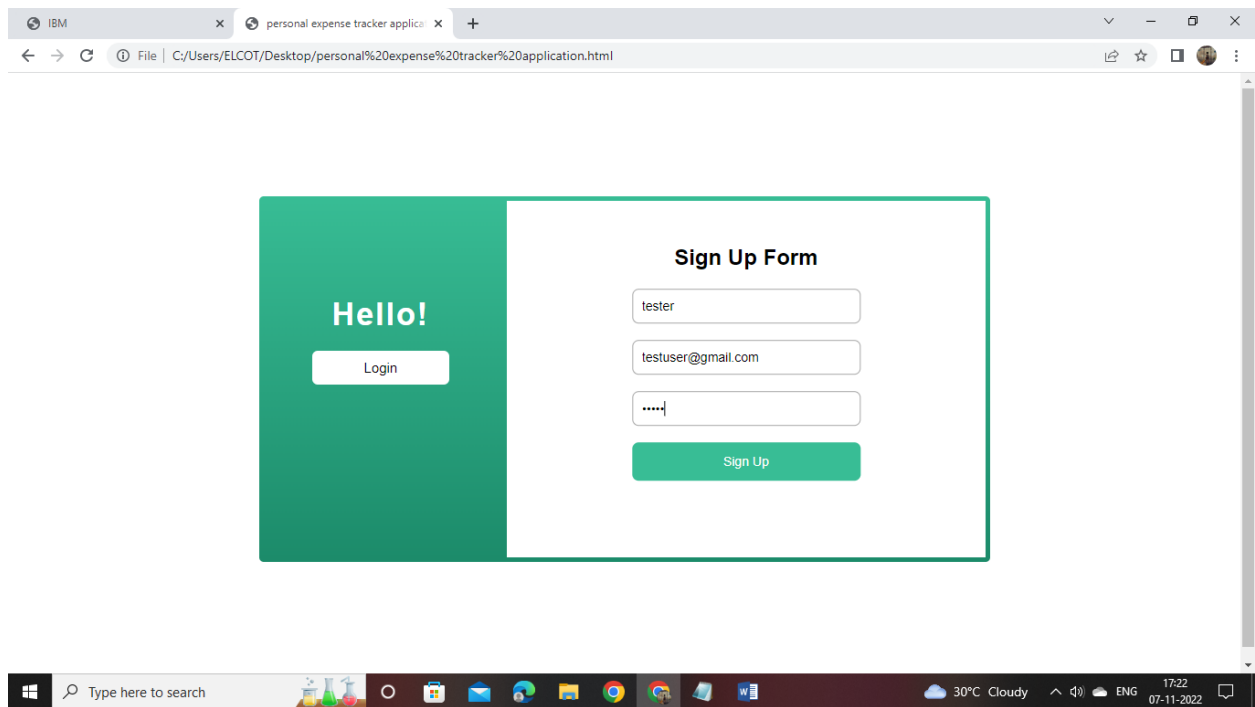 IBM
personal expense tracker applica
File
C:/Users/ELCOT/Desktop/personal%20expense%20tracker%20application.html
Hello!
Login
Sign Up Form
tester
testuser@gmail.com
•••••
Sign Up
Type here to search
30°C Cloudy
ENG
17:22
07-11-2022